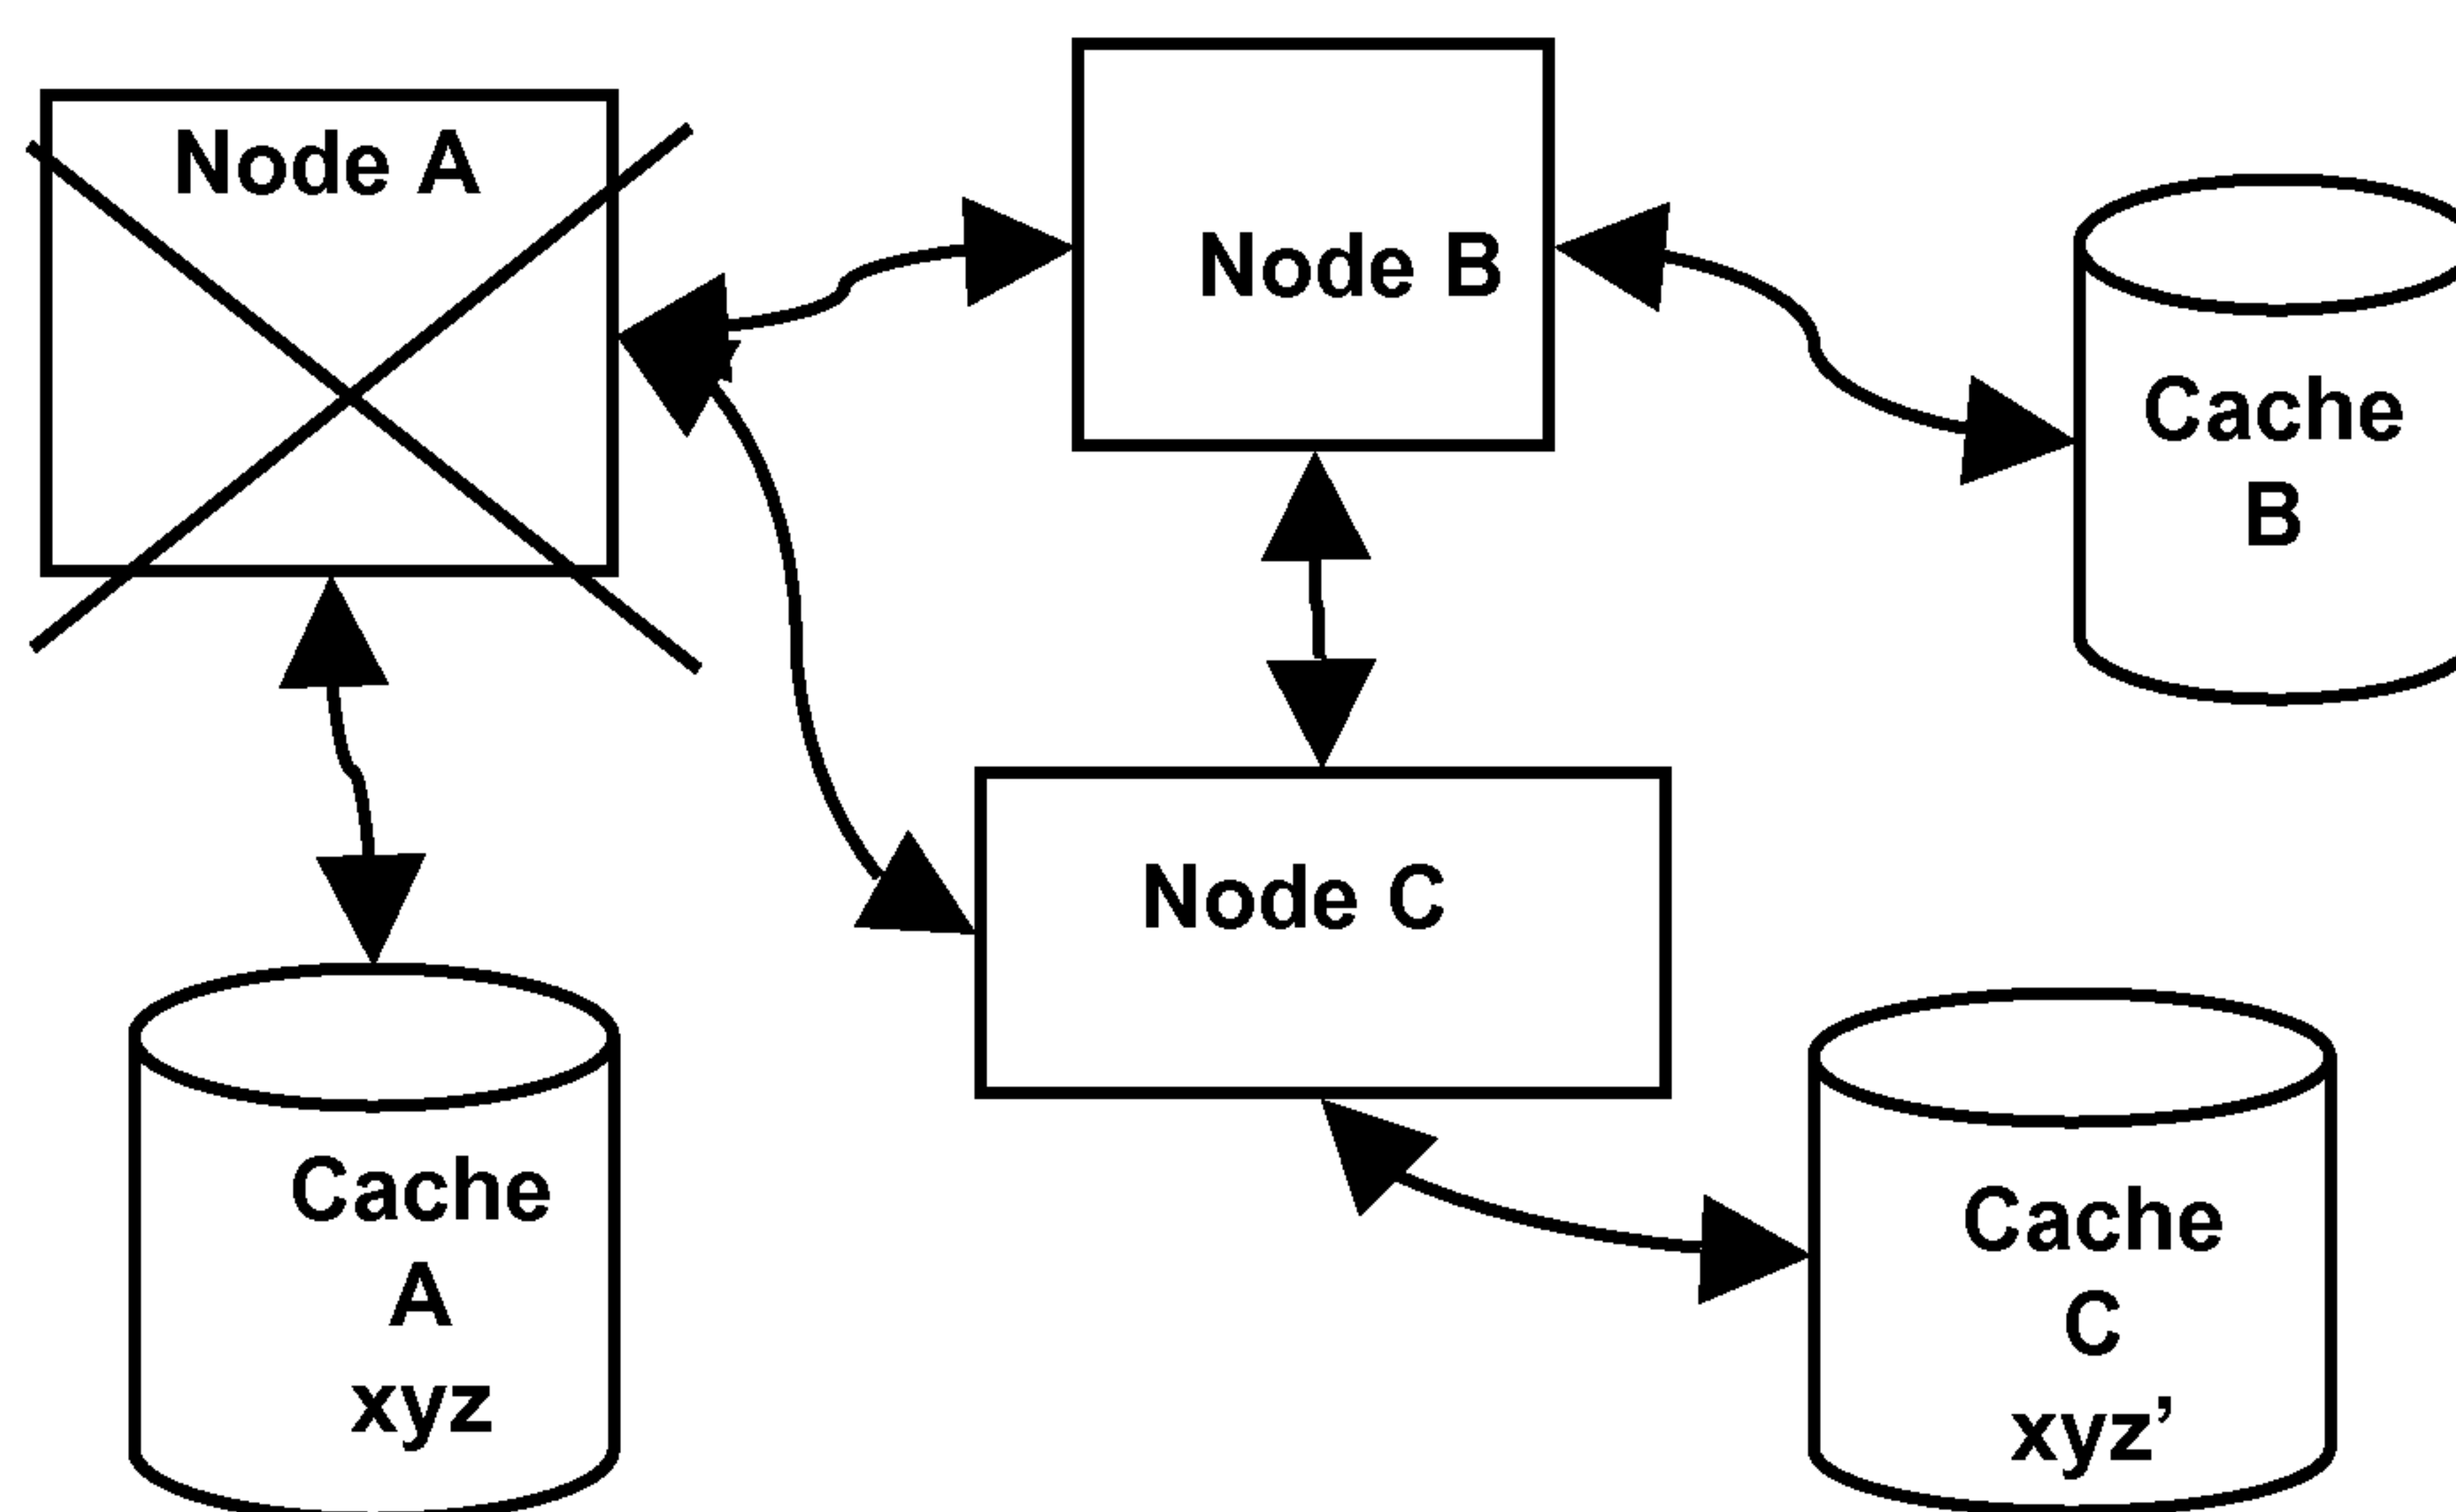 Node A
Node B
Cache
B
Node C
Cache
A
xyz
Cache
C
xyz’